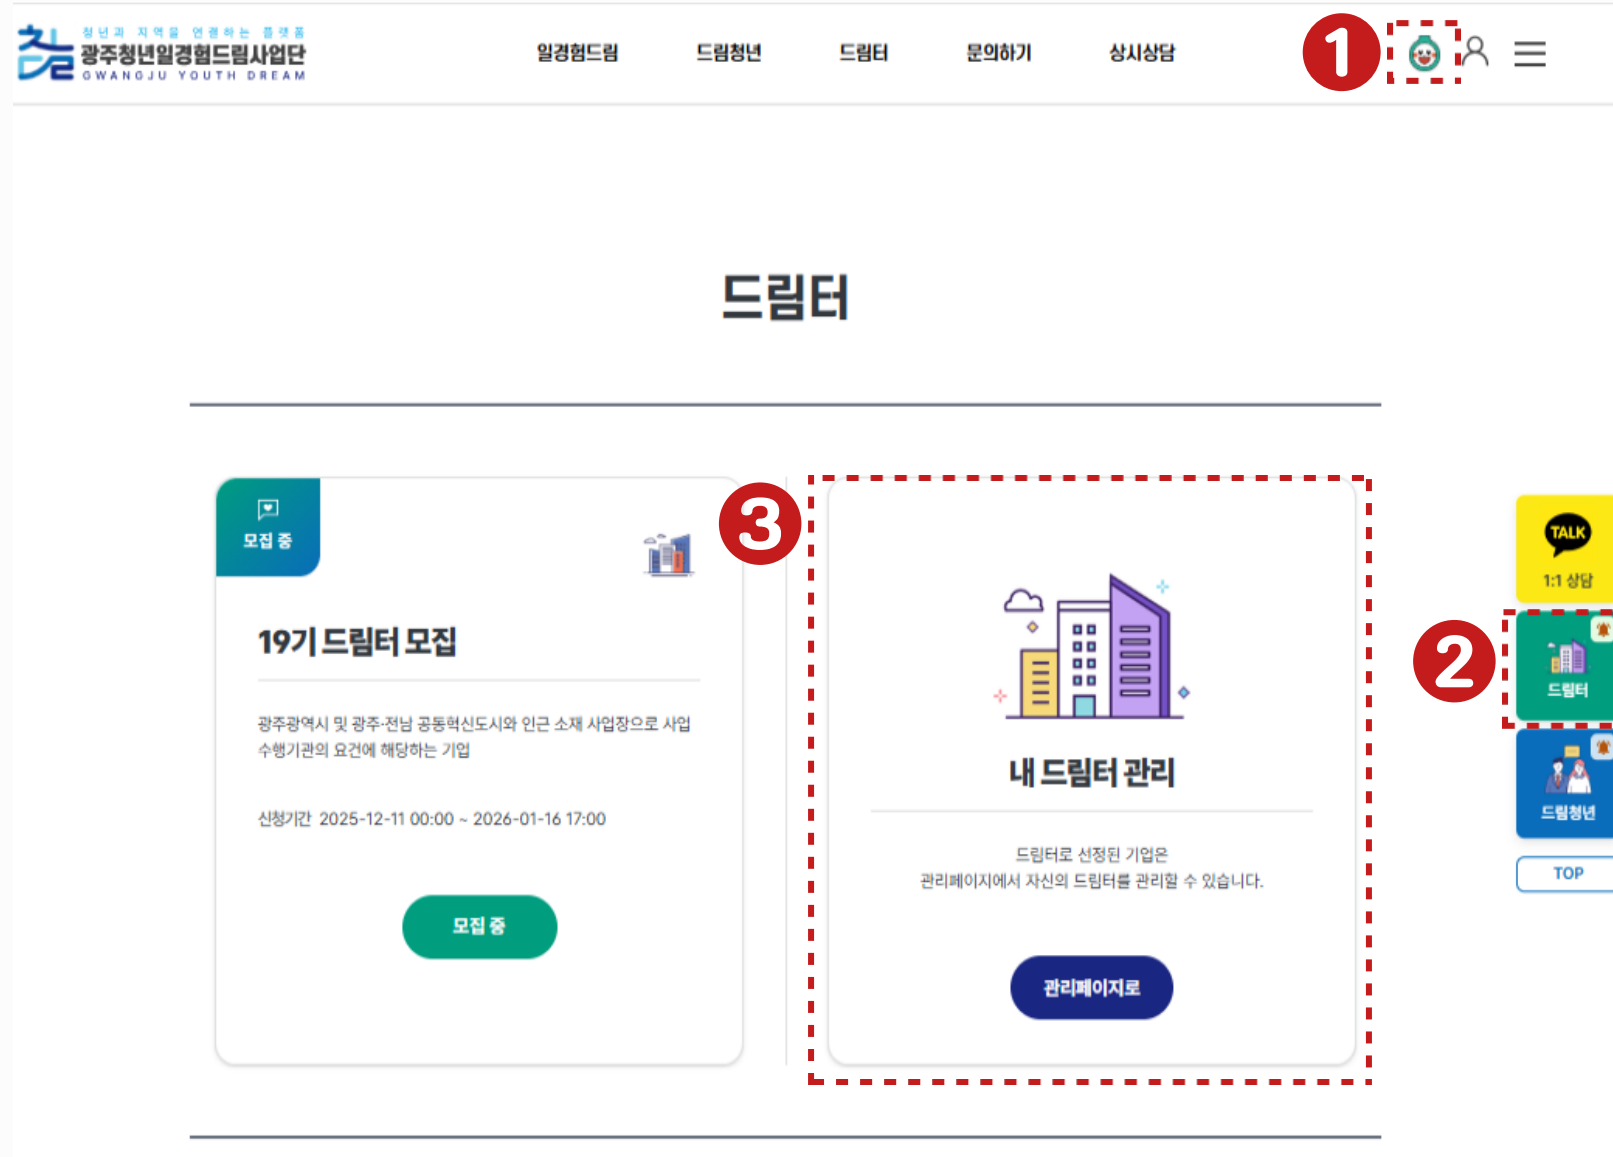 청년과 지역을 연결하는 플랫폼
광주청년일경험드림사업단
GWANGJU YOUTH DREAM
일경험드림
드림청년
드림터
문의하기
상시상담
1
드림터
모집 중
19기 드림터 모집
광주광역시 및 광주·전남 공동혁신도시와 인근 소재 사업장으로 사업
수행기관의 요건에 해당하는 기업
신청기간 2025-12-11 00:00 ~ 2026-01-16 17:00
모집 중
3
내 드림터 관리
드림터로 선정된 기업은
관리페이지에서 자신의 드림터를 관리할 수 있습니다.
관리페이지로
TALK
1:1 상담
2
드림터
드림청년
TOP